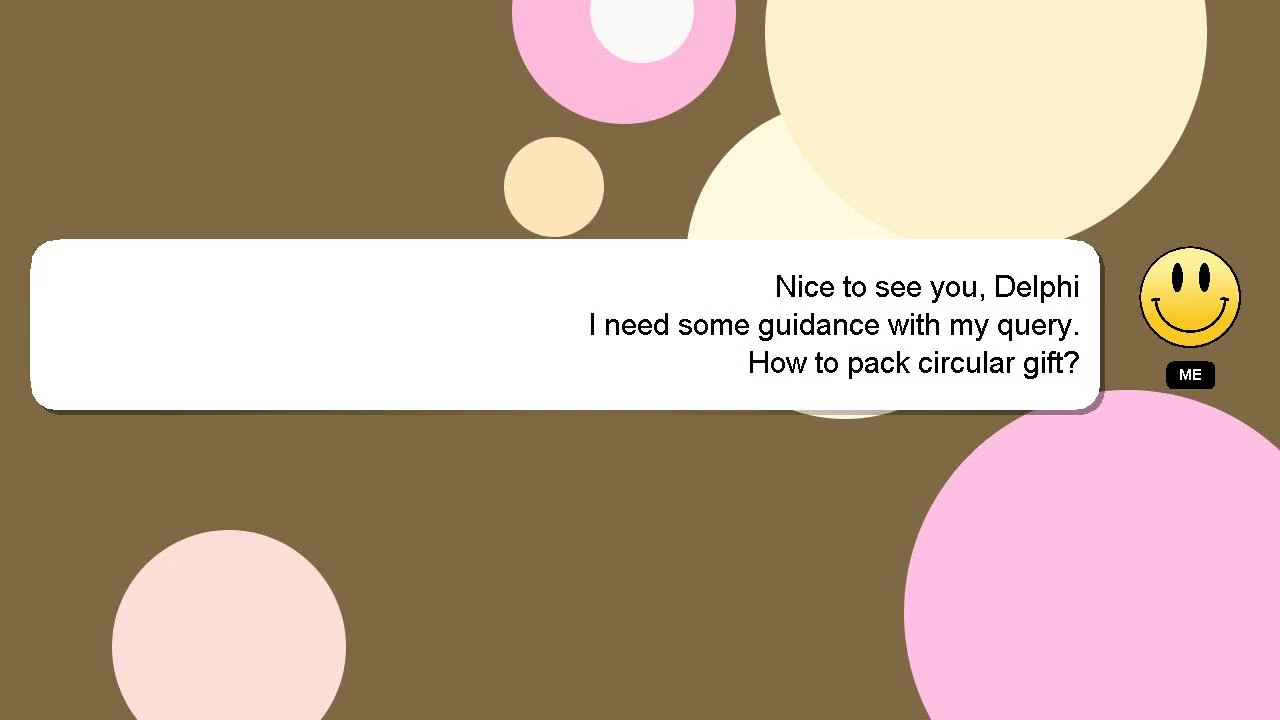 Nice to see you, Delphi
I need some guidance with my query.
How to pack circular gift?
ME